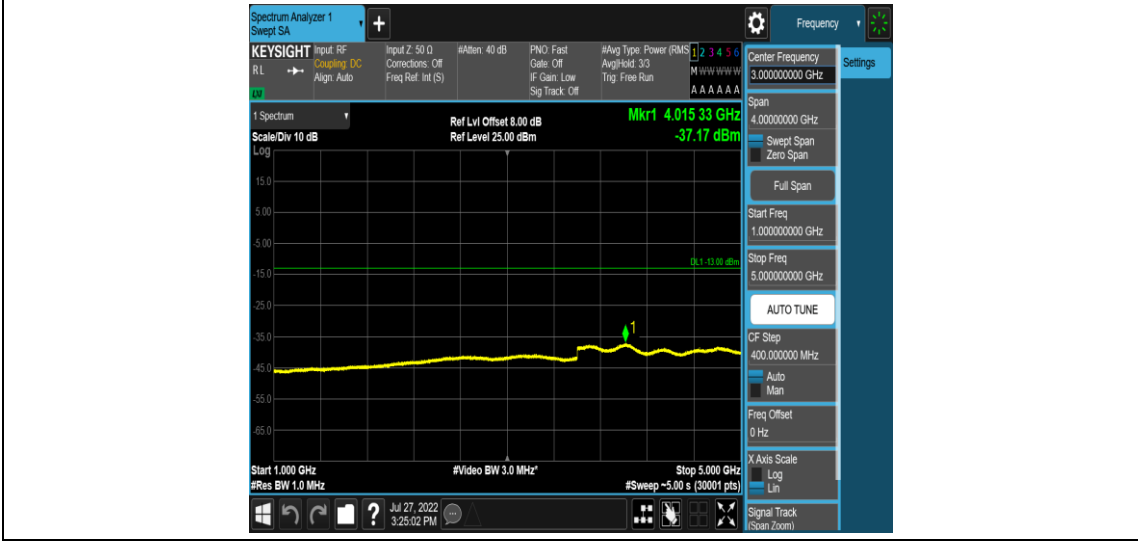 Spectrum Analyzer 1
Swept SA
+
Frequency
KEYSIGHT
RL
LXI
Input: RF
Coupling: DC
Align: Auto
Input Z: 50 Ω
Corrections: Off
Freq Ref: Int (S)
#Atten: 40 dB
PNO: Fast
Gate: Off
IF Gain: Low
Sig Track: Off
#Avg Type: Power (RMS
Avg|Hold: 3/3
Trig: Free Run
1 2 3 4 5 6
M W W W W W
A A A A A A
1 Spectrum
Scale/Div 10 dB
Ref Lvl Offset 8.00 dB
Ref Level 25.00 dBm
Mkr1 4.015 33 GHz
-37.17 dBm
Log
15.0
5.00
-5.00
DL1 -13.00 dBm
-15.0
-25.0
1
-35.0
-45.0
-55.0
-65.0
Start 1.000 GHz
#Res BW 1.0 MHz
#Video BW 3.0 MHz*
Stop 5.000 GHz
#Sweep ~5.00 s (30001 pts)
?
Jul 27, 2022
3:25:02 PM
Center Frequency
3.000000000 GHz
Settings
Span
4.00000000 GHz
Swept Span
Zero Span
Full Span
Start Freq
1.000000000 GHz
Stop Freq
5.000000000 GHz
AUTO TUNE
CF Step
400.000000 MHz
Auto
Man
Freq Offset
0 Hz
X Axis Scale
Log
Lin
Signal Track
(Span Zoom)